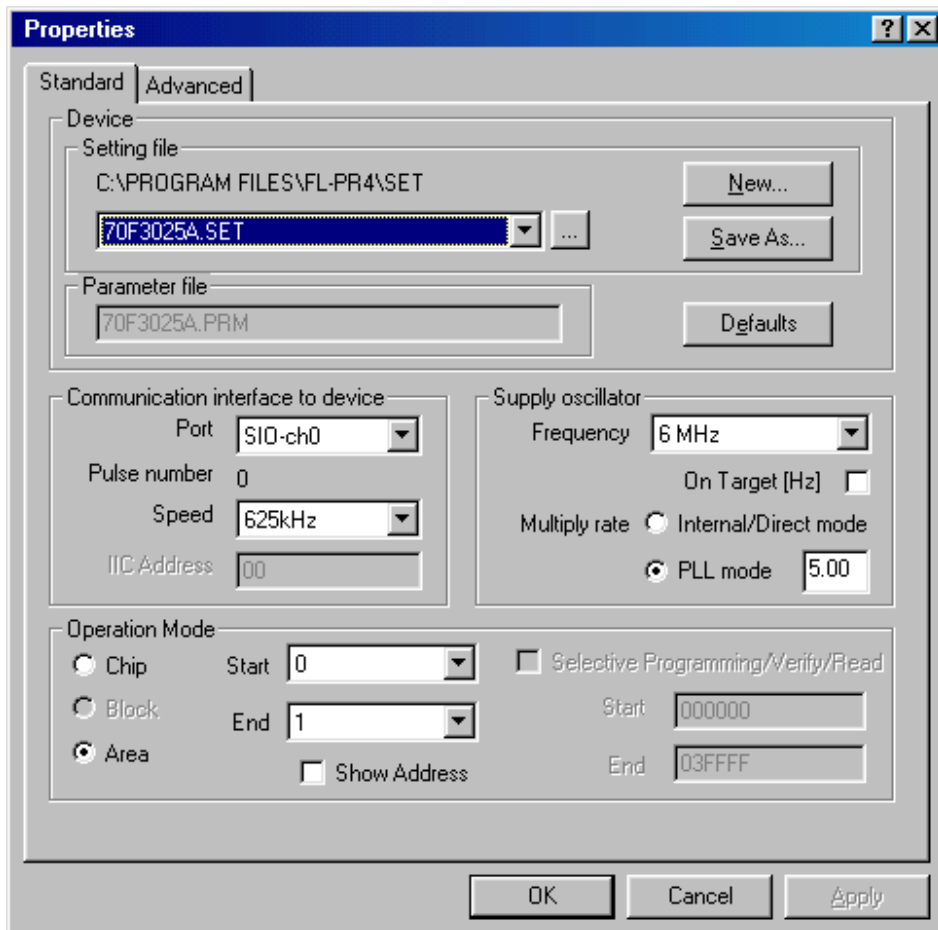 Properties
Standard Advanced
Device
Setting file
C:\PROGRAM FILES\FL-PR4\SET
New...
70F3025A.SET ...
Save As...
Parameter file
70F3025A.PRM
Defaults
Communication interface to device
Port SIO-ch0
Pulse number 0
Speed 625kHz
IIC Address 00
Supply oscillator
Frequency 6 MHz
On Target [Hz]
Multiply rate Internal/Direct mode
PLL mode 5.00
Operation Mode
Chip
Block
Area
Start 0
End 1
Show Address
Selective Programming/Verify/Read
Start 000000
End 03FFFF
OK Cancel Apply